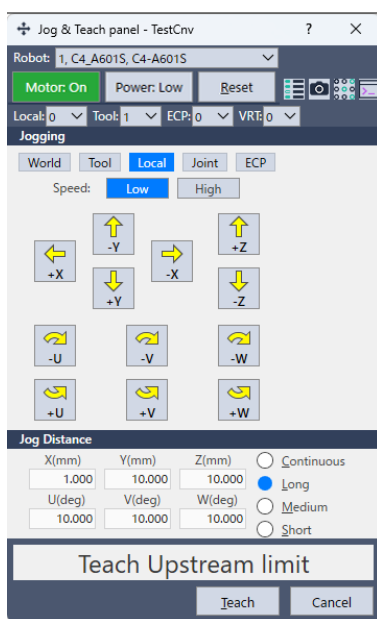 Jog & Teach panel - TestCnv ? ×
Robot: 1, C4_A601S, C4-A601S
Motor: On Power: Low Reset
Local: 0 Tool: 1 ECP: 0 VRT: 0
Jogging
World Tool Local Joint ECP
Speed: Low High
-Y +Z
+X -X
+Y -Z
-U -V -W
+U +V +W
Jog Distance
X(mm) Y(mm) Z(mm) Continuous
1.000 10.000 10.000 Long
U(deg) V(deg) W(deg) Medium
10.000 10.000 10.000 Short
Teach Upstream limit
Teach Cancel